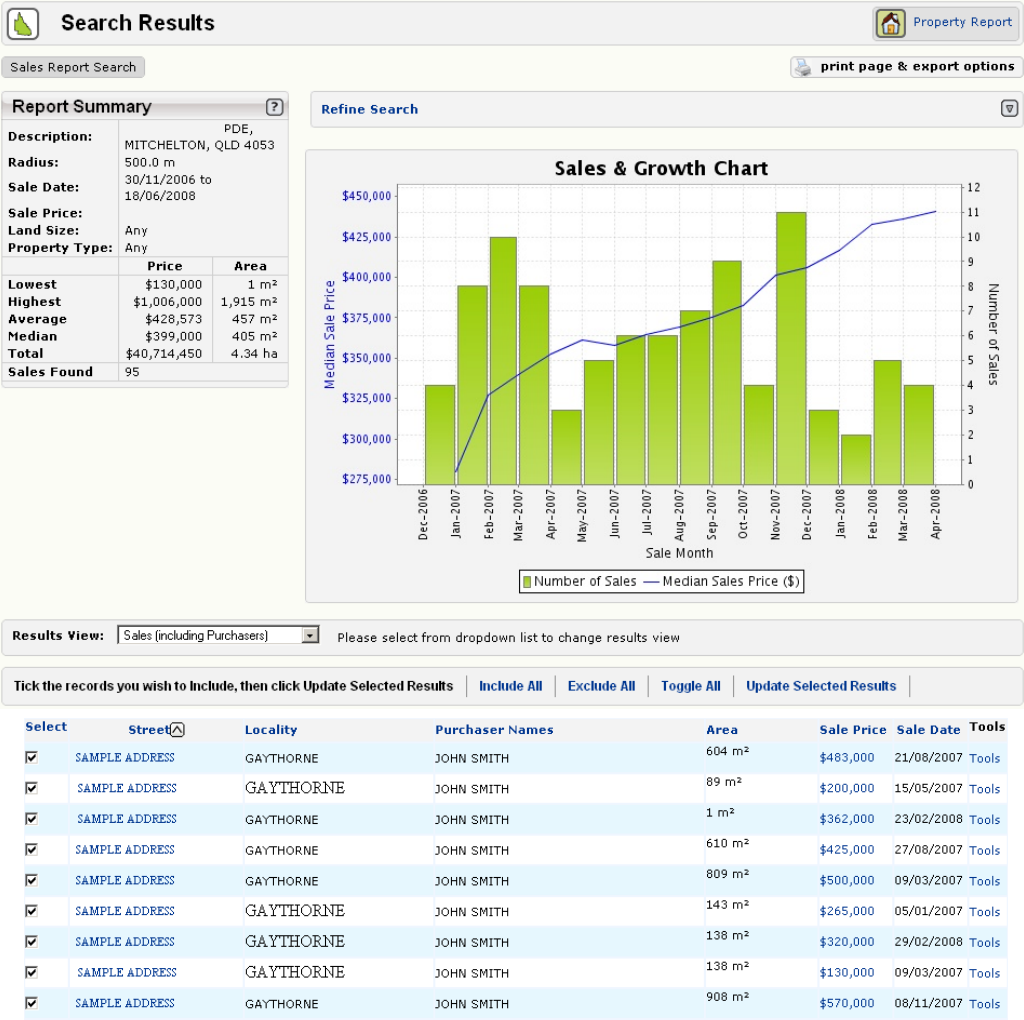 Search Results
Property Report
Sales Report Search
print page & export options
Report Summary
?
Description: PDE, MITCHELTON, QLD 4053
Radius: 500.0 m
Sale Date: 30/11/2006 to 18/06/2008
Sale Price:
Land Size: Any
Property Type: Any
Price Area
Lowest $130,000 1 m²
Highest $1,006,000 1,915 m²
Average $428,573 457 m²
Median $399,000 405 m²
Total $40,714,450 4.34 ha
Sales Found 95
Refine Search
Sales & Growth Chart
Median Sale Price
$450,000
$425,000
$400,000
$375,000
$350,000
$325,000
$300,000
$275,000
12
11
10
9
8
7
6
5
4
3
2
1
0
Number of Sales
Dec-2006
Jan-2007
Feb-2007
Mar-2007
Apr-2007
May-2007
Jun-2007
Jul-2007
Aug-2007
Sep-2007
Oct-2007
Nov-2007
Dec-2007
Jan-2008
Feb-2008
Mar-2008
Apr-2008
Sale Month
Number of Sales Median Sales Price ($)
Results View: Sales (including Purchasers) Please select from dropdown list to change results view
Tick the records you wish to Include, then click Update Selected Results Include All Exclude All Toggle All Update Selected Results
Select Street Locality Purchaser Names Area Sale Price Sale Date Tools
SAMPLE ADDRESS GAYTHORNE JOHN SMITH 604 m² $483,000 21/08/2007 Tools
SAMPLE ADDRESS GAYTHORNE JOHN SMITH 89 m² $200,000 15/05/2007 Tools
SAMPLE ADDRESS GAYTHORNE JOHN SMITH 1 m² $362,000 23/02/2008 Tools
SAMPLE ADDRESS GAYTHORNE JOHN SMITH 610 m² $425,000 27/08/2007 Tools
SAMPLE ADDRESS GAYTHORNE JOHN SMITH 809 m² $500,000 09/03/2007 Tools
SAMPLE ADDRESS GAYTHORNE JOHN SMITH 143 m² $265,000 05/01/2007 Tools
SAMPLE ADDRESS GAYTHORNE JOHN SMITH 138 m² $320,000 29/02/2008 Tools
SAMPLE ADDRESS GAYTHORNE JOHN SMITH 138 m² $130,000 09/03/2007 Tools
SAMPLE ADDRESS GAYTHORNE JOHN SMITH 908 m² $570,000 08/11/2007 Tools